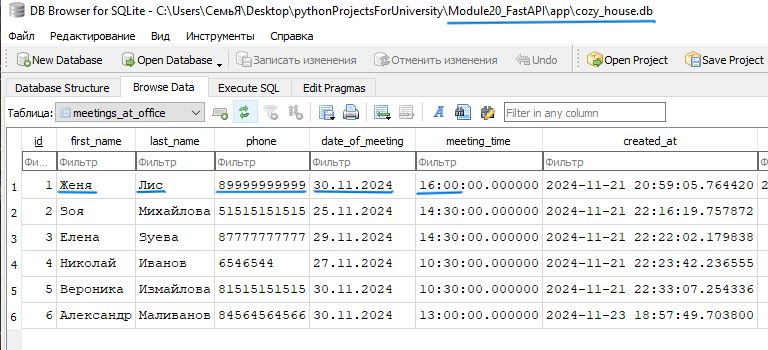 DB Browser for SQLite - C:\Users\СемьЯ\Desktop\pythonProjectsForUniversity\Module20_FastAPI\app\cozy_house.db
Файл Редактирование Вид Инструменты Справка
New Database Open Database Записать изменения Отменить изменения Undo Open Project Save Project
Database Structure Browse Data Execute SQL Edit Pragmas
Таблица: meetings_at_office Filter in any column
id first_name last_name phone date_of_meeting meeting_time created_at
Фи... Фильтр Фильтр Фильтр Фильтр Фильтр Фильтр
1 1 Женя Лис 89999999999 30.11.2024 16:00:00.000000 2024-11-21 20:59:05.764420 2
2 2 Зоя Михайлова 51515151515 25.11.2024 14:30:00.000000 2024-11-21 22:16:19.757872
3 3 Елена Зуева 87777777777 29.11.2024 14:30:00.000000 2024-11-21 22:22:02.179838
4 4 Николай Иванов 6546544 27.11.2024 10:30:00.000000 2024-11-21 22:23:42.236555
5 5 Вероника Измайлова 81515151515 30.11.2024 10:30:00.000000 2024-11-21 22:33:07.254336
6 6 Александр Маливанов 84564564566 30.11.2024 13:00:00.000000 2024-11-23 18:57:49.703800